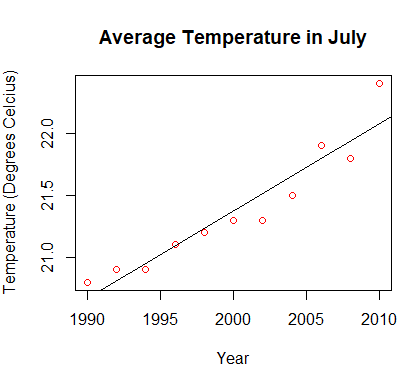 Average Temperature in July
Temperature (Degrees Celcius)
22.0
21.5
21.0
1990 1995 2000 2005 2010
Year